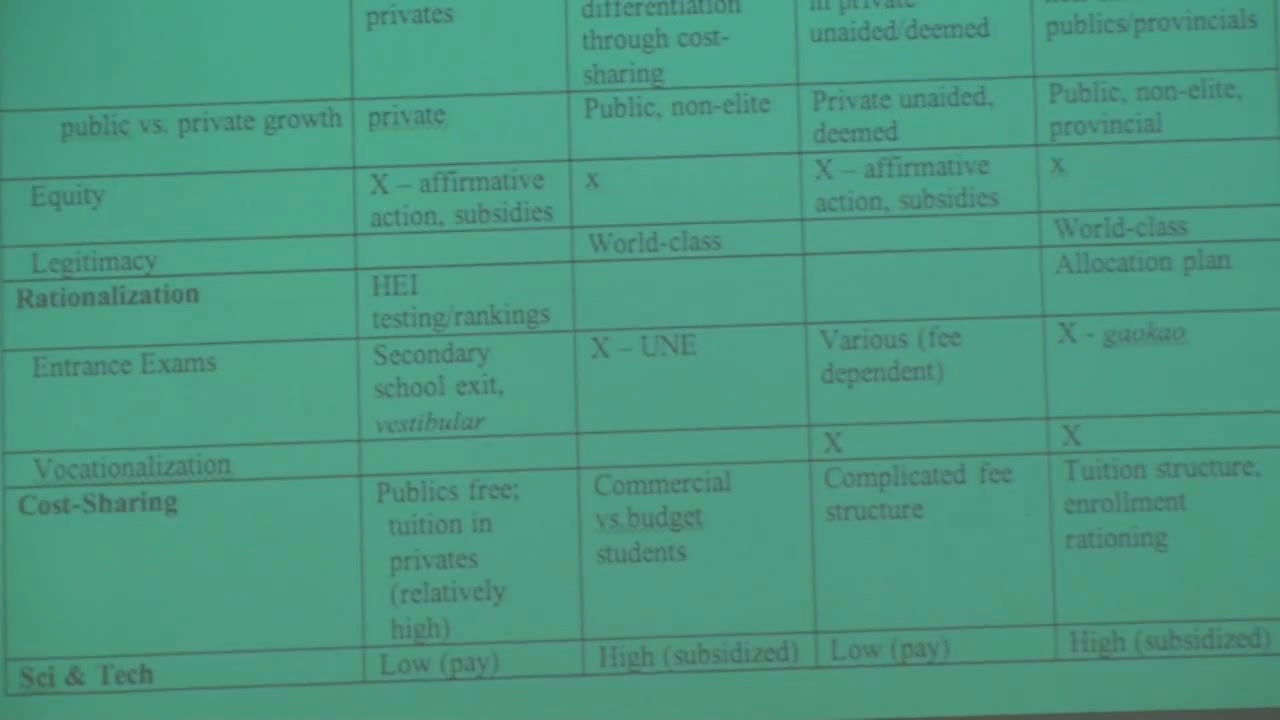 privates
differentiation
through cost-
sharing
in private
unaided/deemed
publics/provincials
public vs. private growth
private
Public, non-elite
Private unaided,
deemed
Public, non-elite,
provincial
Equity
X – affirmative
action, subsidies
x
X – affirmative
action, subsidies
x
Legitimacy
World-class
World-class
Rationalization
HEI
testing/rankings
Allocation plan
Entrance Exams
Secondary
school exit,
vestibular
X – UNE
Various (fee
dependent)
X - gaokao
Vocationalization
X
X
Cost-Sharing
Publics free;
tuition in
privates
(relatively
high)
Commercial
vs.budget
students
Complicated fee
structure
Tuition structure,
enrollment
rationing
Sci & Tech
Low (pay)
High (subsidized)
Low (pay)
High (subsidized)